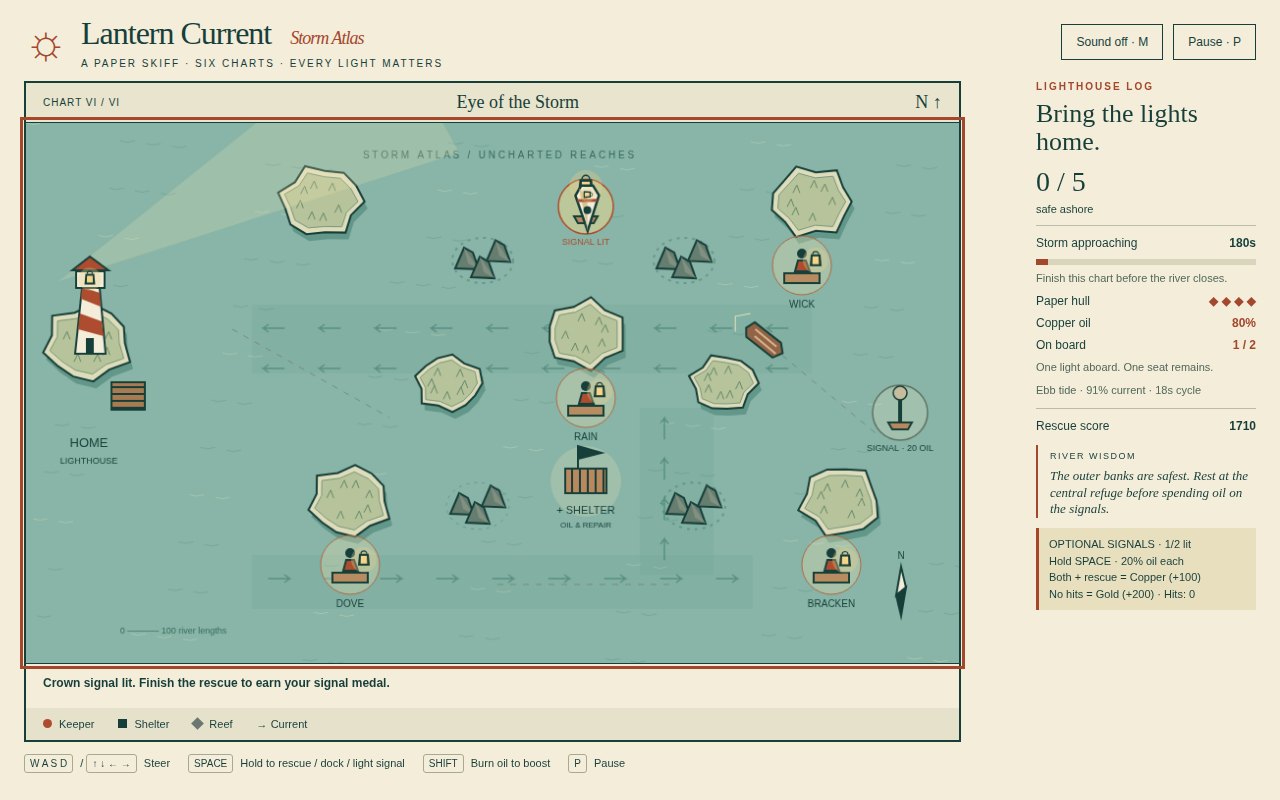 Lantern Current Storm Atlas
A PAPER SKIFF · SIX CHARTS · EVERY LIGHT MATTERS
Sound off · M
Pause · P
CHART VI / VI
Eye of the Storm
N ↑
STORM ATLAS / UNCHARTED REACHES
SIGNAL LIT
WICK
RAIN
SIGNAL · 20 OIL
HOME
LIGHTHOUSE
+ SHELTER
OIL & REPAIR
DOVE
BRACKEN
N
0 100 river lengths
Crown signal lit. Finish the rescue to earn your signal medal.
Keeper
Shelter
Reef
→ Current
W A S D / ↑ ↓ ← → Steer
SPACE Hold to rescue / dock / light signal
SHIFT Burn oil to boost
P Pause
LIGHTHOUSE LOG
Bring the lights
home.
0 / 5
safe ashore
Storm approaching 180s
Finish this chart before the river closes.
Paper hull ◆ ◆ ◆ ◆
Copper oil 80%
On board 1 / 2
One light aboard. One seat remains.
Ebb tide · 91% current · 18s cycle
Rescue score 1710
RIVER WISDOM
The outer banks are safest. Rest at the
central refuge before spending oil on
the signals.
OPTIONAL SIGNALS · 1/2 lit
Hold SPACE · 20% oil each
Both + rescue = Copper (+100)
No hits = Gold (+200) · Hits: 0